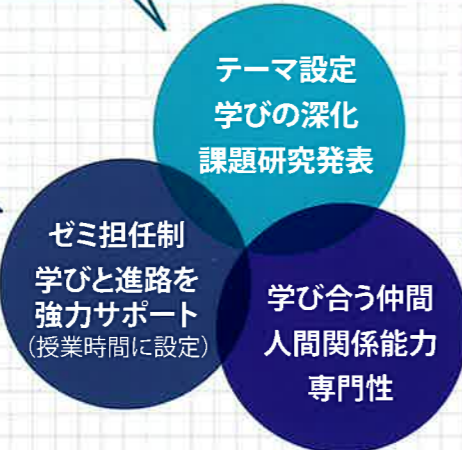 テーマ設定
学びの深化
課題研究発表
ゼミ担任制
学びと進路を
強力サポート
（授業時間に設定）
学び合う仲間
人間関係能力
専門性